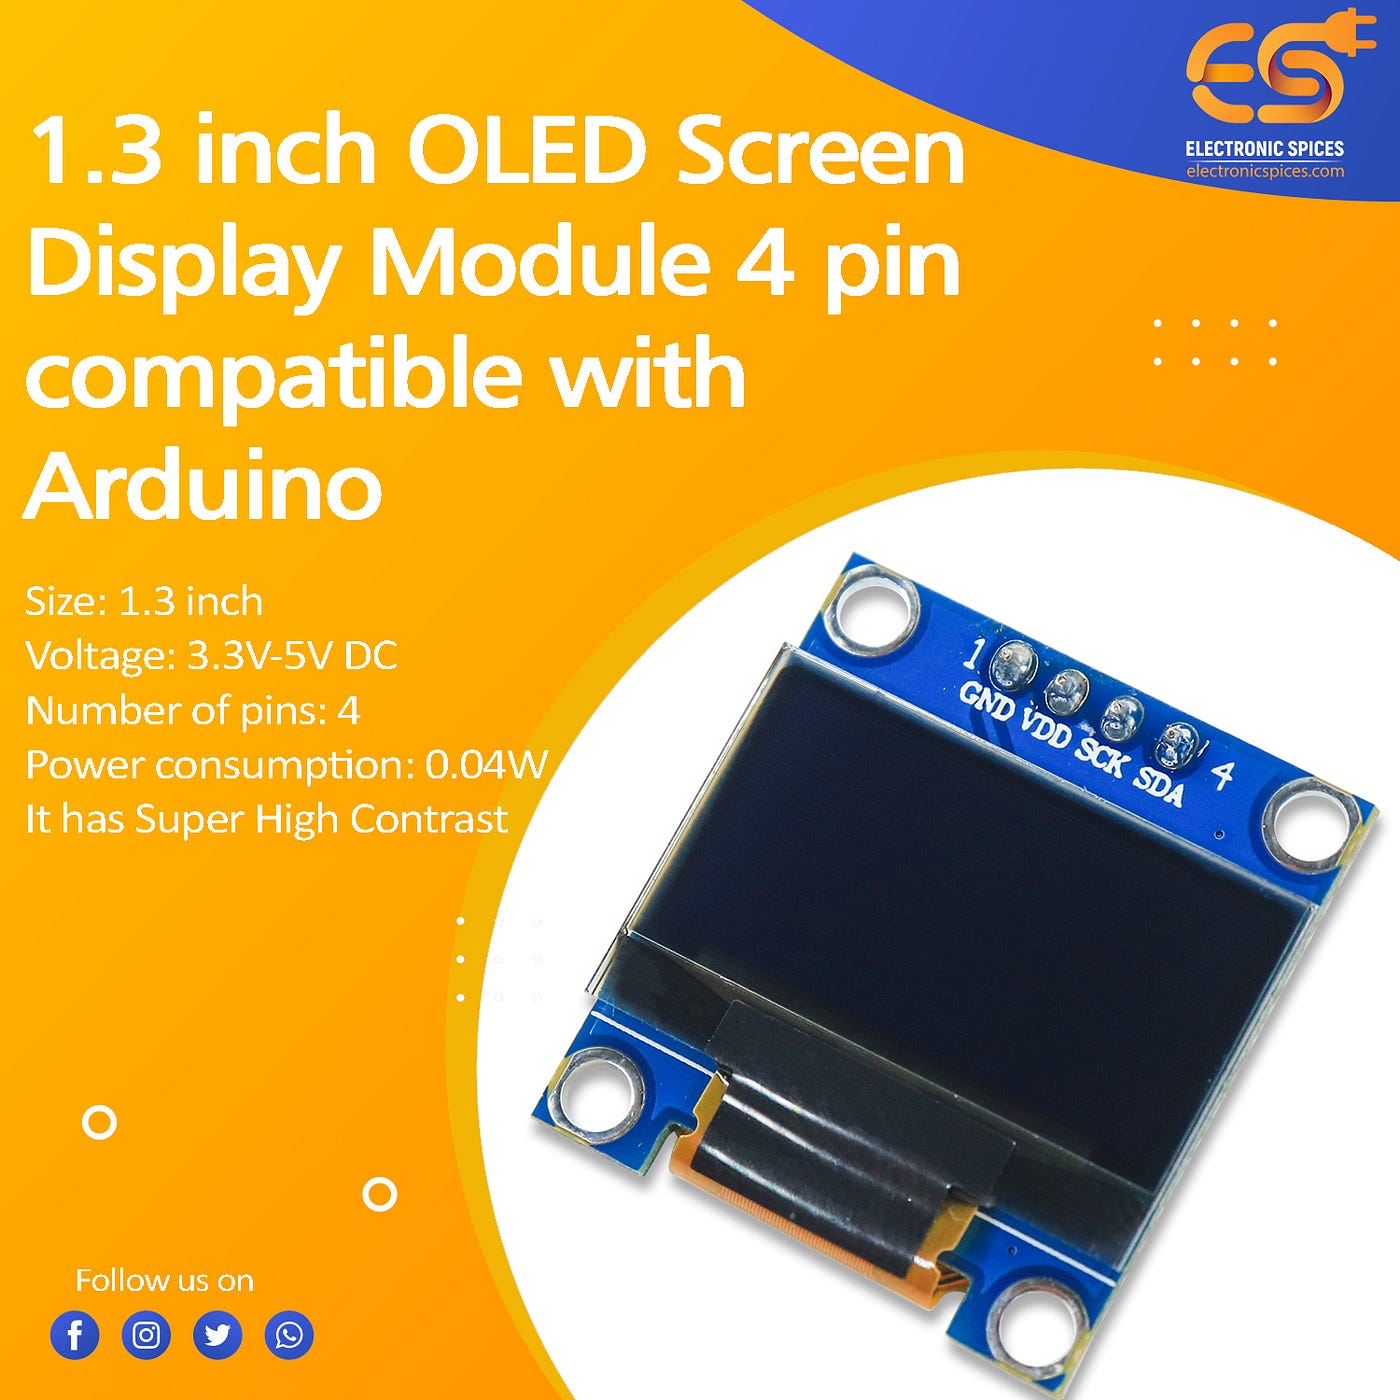 ES
ELECTRONIC SPICES
electronicspices.com
1.3 inch OLED Screen
Display Module 4 pin
compatible with
Arduino
Size: 1.3 inch
Voltage: 3.3V-5V DC
Number of pins: 4
Power consumption: 0.04W
It has Super High Contrast
1
GND VDD SCK SDA
4
Follow us on